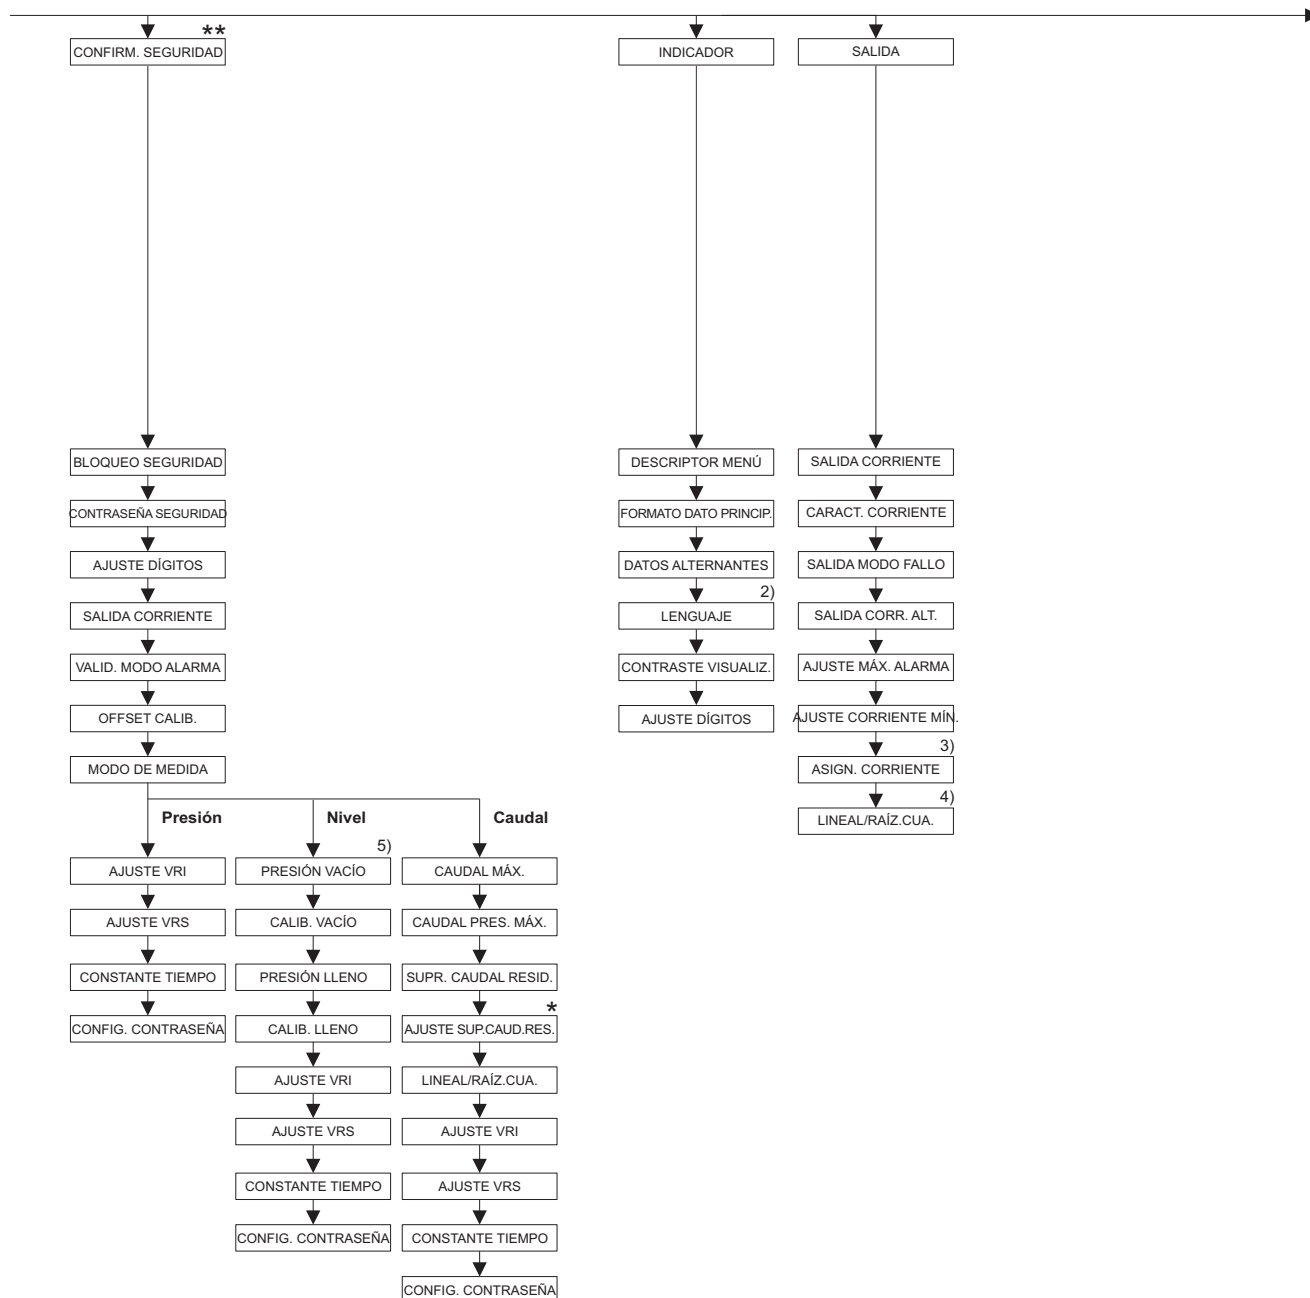 **
CONFIRM. SEGURIDAD
INDICADOR
SALIDA
BLOQUEO SEGURIDAD
CONTRASEÑA SEGURIDAD
AJUSTE DÍGITOS
SALIDA CORRIENTE
VALID. MODO ALARMA
OFFSET CALIB.
MODO DE MEDIDA
Presión
AJUSTE VRI
AJUSTE VRS
CONSTANTE TIEMPO
CONFIG. CONTRASEÑA
Nivel
5)
PRESIÓN VACÍO
CALIB. VACÍO
PRESIÓN LLENO
CALIB. LLENO
AJUSTE VRI
AJUSTE VRS
CONSTANTE TIEMPO
CONFIG. CONTRASEÑA
Caudal
CAUDAL MÁX.
CAUDAL PRES. MÁX.
SUPR. CAUDAL RESID.
*
AJUSTE SUP.CAUD.RES.
LINEAL/RAÍZ.CUA.
AJUSTE VRI
AJUSTE VRS
CONSTANTE TIEMPO
CONFIG. CONTRASEÑA
DESCRIPTOR MENÚ
FORMATO DATO PRINCIP.
DATOS ALTERNANTES
2)
LENGUAJE
CONTRASTE VISUALIZ.
AJUSTE DÍGITOS
SALIDA CORRIENTE
CARACT. CORRIENTE
SALIDA MODO FALLO
SALIDA CORR. ALT.
AJUSTE MÁX. ALARMA
AJUSTE CORRIENTE MÍN.
3)
ASIGN. CORRIENTE
4)
LINEAL/RAÍZ.CUA.